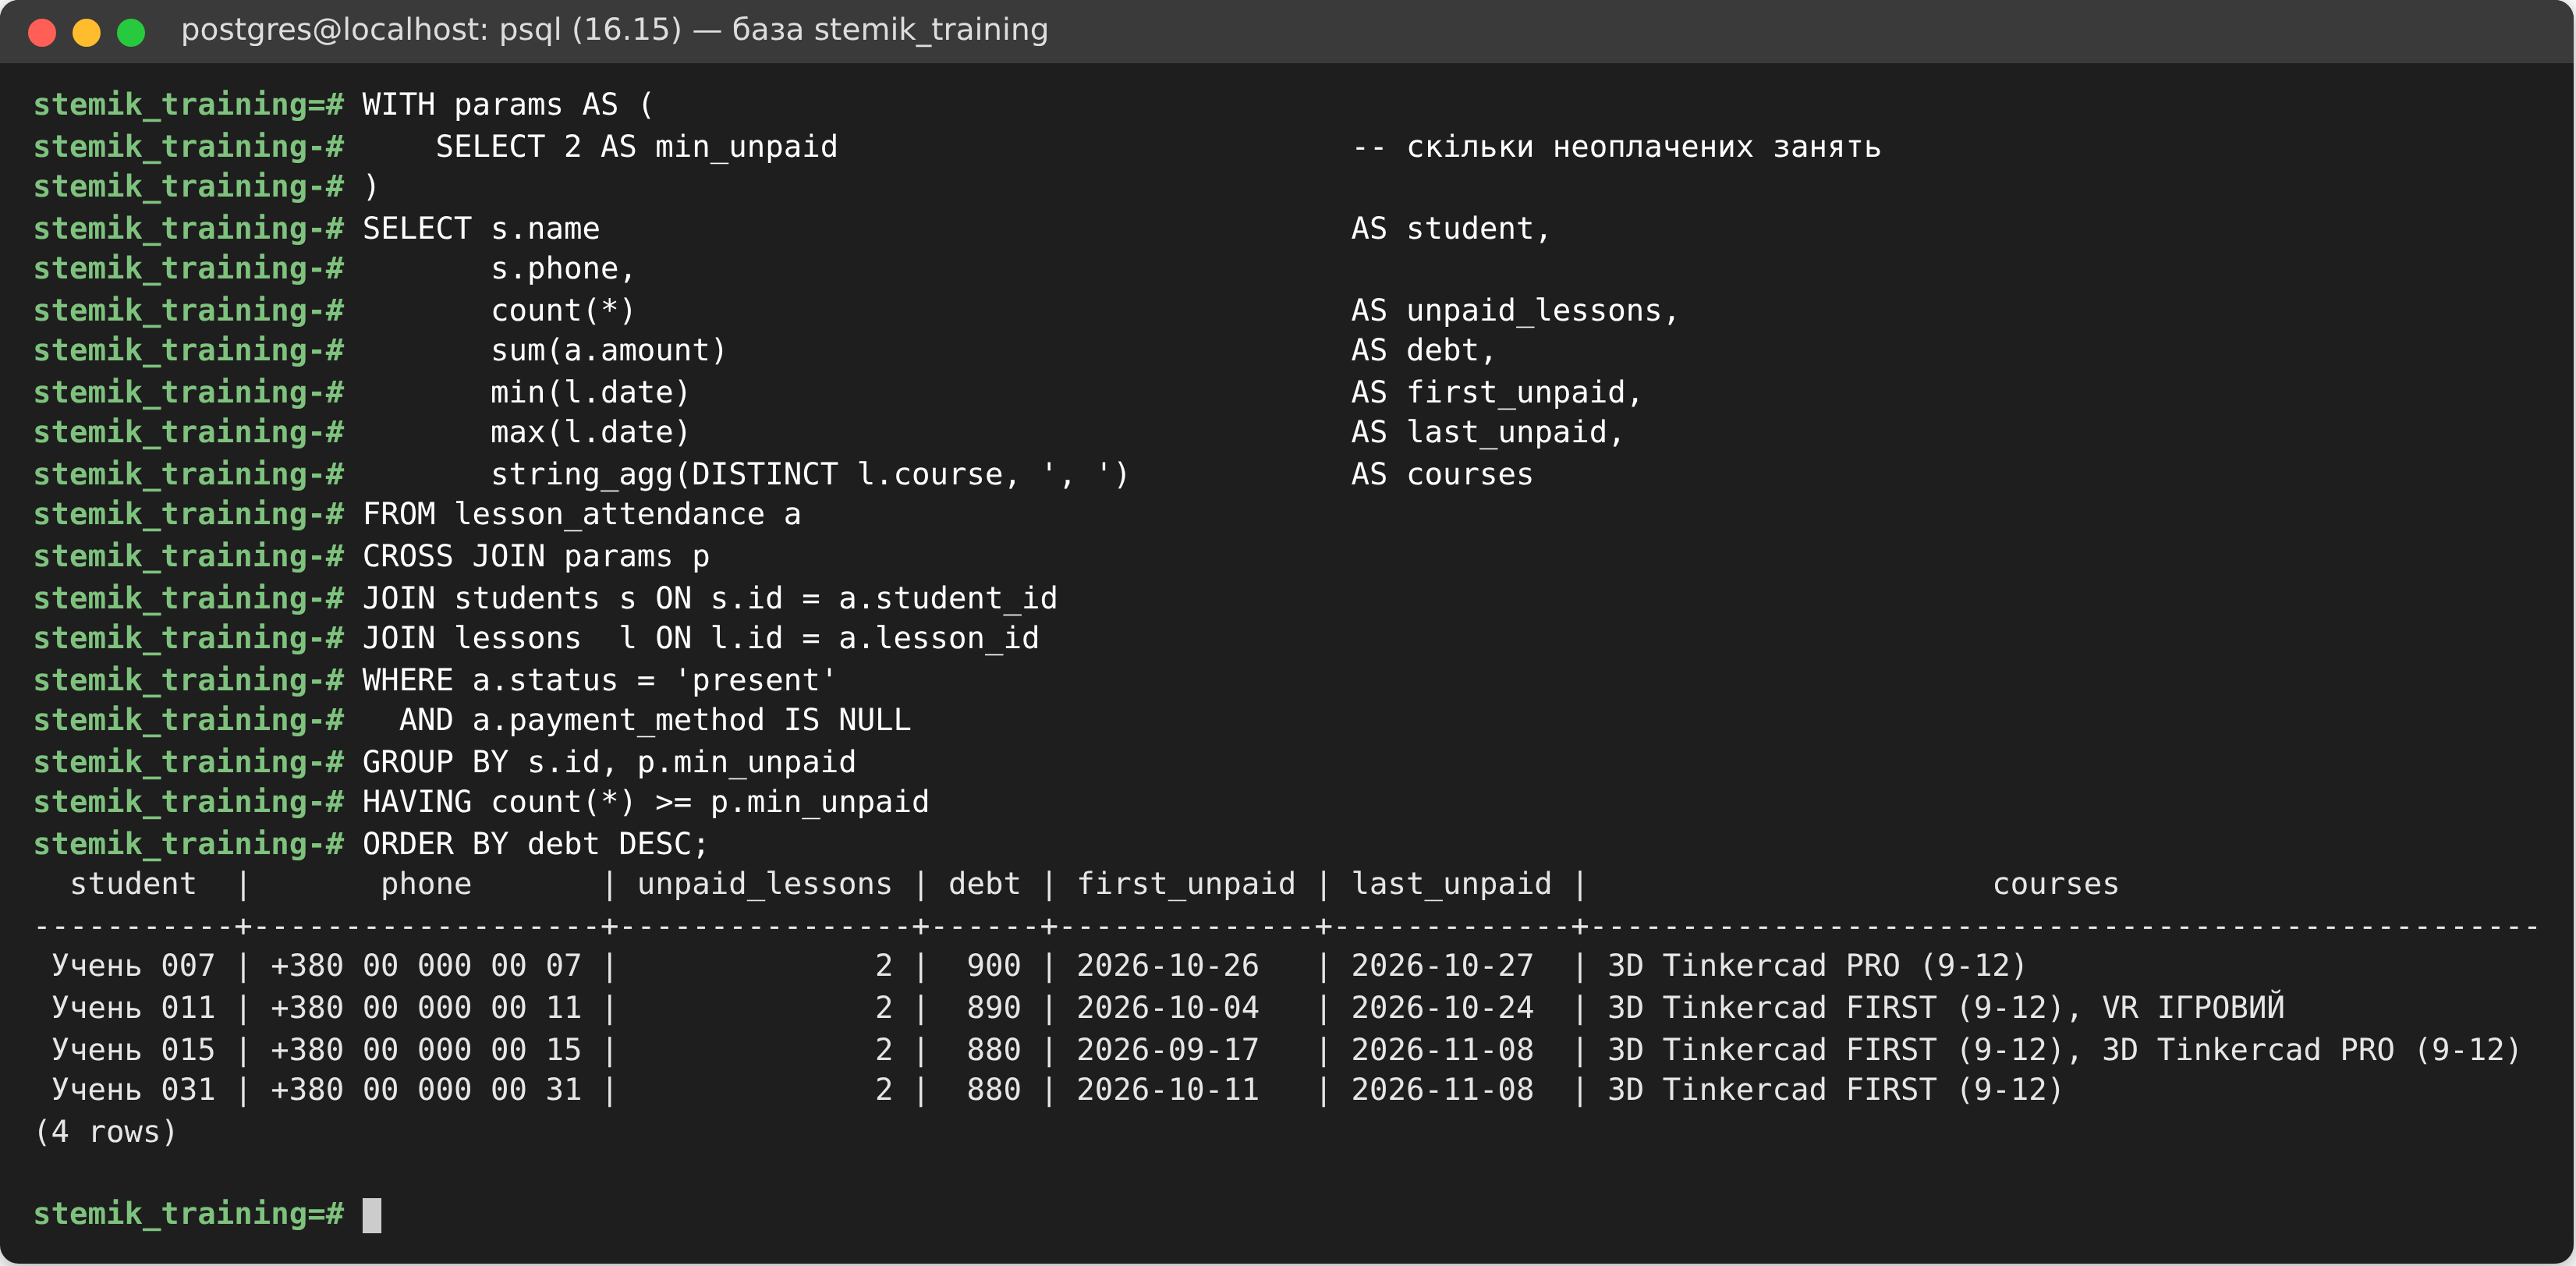 postgres@localhost: psql (16.15) — база stemik_training
stemik_training=# WITH params AS (
stemik_training-#     SELECT 2 AS min_unpaid                            -- скільки неоплачених занять
stemik_training-# )
stemik_training-# SELECT s.name                                         AS student,
stemik_training-#        s.phone,
stemik_training-#        count(*)                                       AS unpaid_lessons,
stemik_training-#        sum(a.amount)                                  AS debt,
stemik_training-#        min(l.date)                                    AS first_unpaid,
stemik_training-#        max(l.date)                                    AS last_unpaid,
stemik_training-#        string_agg(DISTINCT l.course, ', ')            AS courses
stemik_training-# FROM lesson_attendance a
stemik_training-# CROSS JOIN params p
stemik_training-# JOIN students s ON s.id = a.student_id
stemik_training-# JOIN lessons  l ON l.id = a.lesson_id
stemik_training-# WHERE a.status = 'present'
stemik_training-#   AND a.payment_method IS NULL
stemik_training-# GROUP BY s.id, p.min_unpaid
stemik_training-# HAVING count(*) >= p.min_unpaid
stemik_training-# ORDER BY debt DESC;
  student  |       phone       | unpaid_lessons | debt | first_unpaid | last_unpaid |                      courses
-----------+-------------------+----------------+------+--------------+-------------+----------------------------------------------------
 Учень 007 | +380 00 000 00 07 |              2 |  900 | 2026-10-26   | 2026-10-27  | 3D Tinkercad PRO (9-12)
 Учень 011 | +380 00 000 00 11 |              2 |  890 | 2026-10-04   | 2026-10-24  | 3D Tinkercad FIRST (9-12), VR ІГРОВИЙ
 Учень 015 | +380 00 000 00 15 |              2 |  880 | 2026-09-17   | 2026-11-08  | 3D Tinkercad FIRST (9-12), 3D Tinkercad PRO (9-12)
 Учень 031 | +380 00 000 00 31 |              2 |  880 | 2026-10-11   | 2026-11-08  | 3D Tinkercad FIRST (9-12)
(4 rows)
stemik_training=#